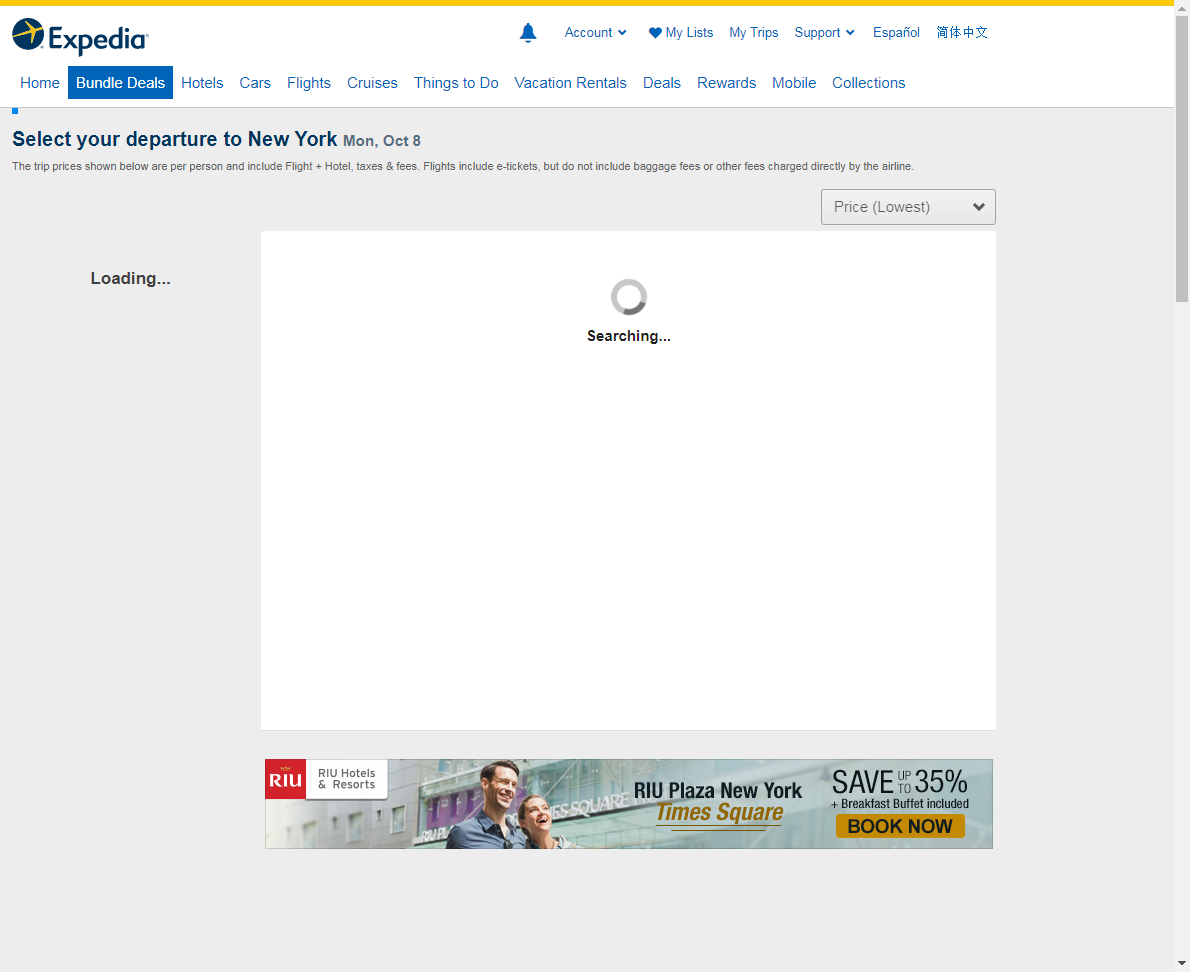 Expedia
Account
My Lists
My Trips
Support
Español
简体中文
Home
Bundle Deals
Hotels
Cars
Flights
Cruises
Things to Do
Vacation Rentals
Deals
Rewards
Mobile
Collections
Select your departure to New York Mon, Oct 8
The trip prices shown below are per person and include Flight + Hotel, taxes & fees. Flights include e-tickets, but do not include baggage fees or other fees charged directly by the airline.
Price (Lowest)
Loading...
Searching...
RIU
RIU Hotels
& Resorts
RIU Plaza New York
Times Square
SAVE UP TO 35%
+ Breakfast Buffet included
BOOK NOW